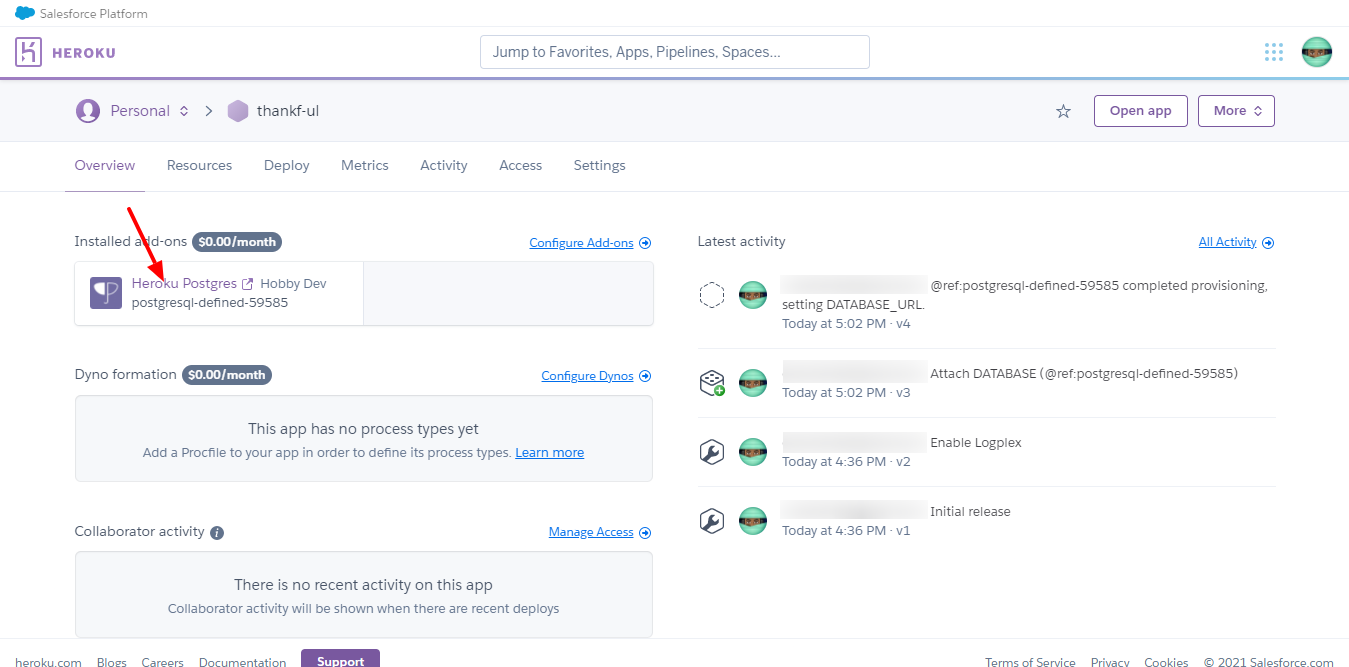 Salesforce Platform
HEROKU
Jump to Favorites, Apps, Pipelines, Spaces...
Personal
thankf-ul
Open app
More
Overview
Resources
Deploy
Metrics
Activity
Access
Settings
Installed add-ons $0.00/month
Configure Add-ons
Heroku Postgres Hobby Dev
postgresql-defined-59585
Dyno formation $0.00/month
Configure Dynos
This app has no process types yet
Add a Procfile to your app in order to define its process types. Learn more
Collaborator activity i
Manage Access
There is no recent activity on this app
Collaborator activity will be shown when there are recent deploys
Latest activity
All Activity
@ref:postgresql-defined-59585 completed provisioning,
setting DATABASE_URL.
Today at 5:02 PM · v4
Attach DATABASE (@ref:postgresql-defined-59585)
Today at 5:02 PM · v3
Enable Logplex
Today at 4:36 PM · v2
Initial release
Today at 4:36 PM · v1
heroku.com Blogs Careers Documentation Support
Terms of Service Privacy Cookies © 2021 Salesforce.com